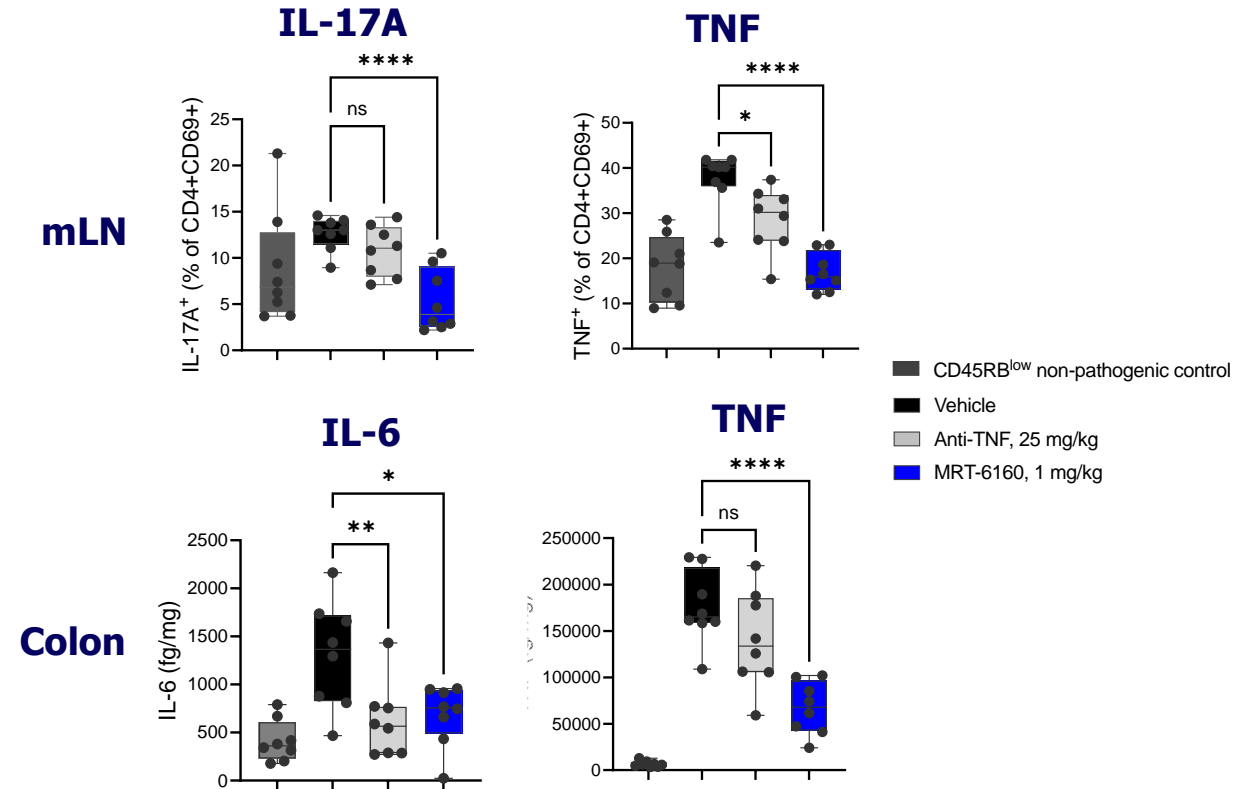 IL-17A
TNF
****
ns
****
*
mLN
IL-17A⁺ (% of CD4+CD69+)
25
20
15
10
5
0
TNF⁺ (% of CD4+CD69+)
50
40
30
20
10
0
CD45RBlow non-pathogenic control
Vehicle
Anti-TNF, 25 mg/kg
MRT-6160, 1 mg/kg
IL-6
TNF
*
**
****
ns
Colon
IL-6 (fg/mg)
2500
2000
1500
1000
500
0
250000
200000
150000
100000
50000
0